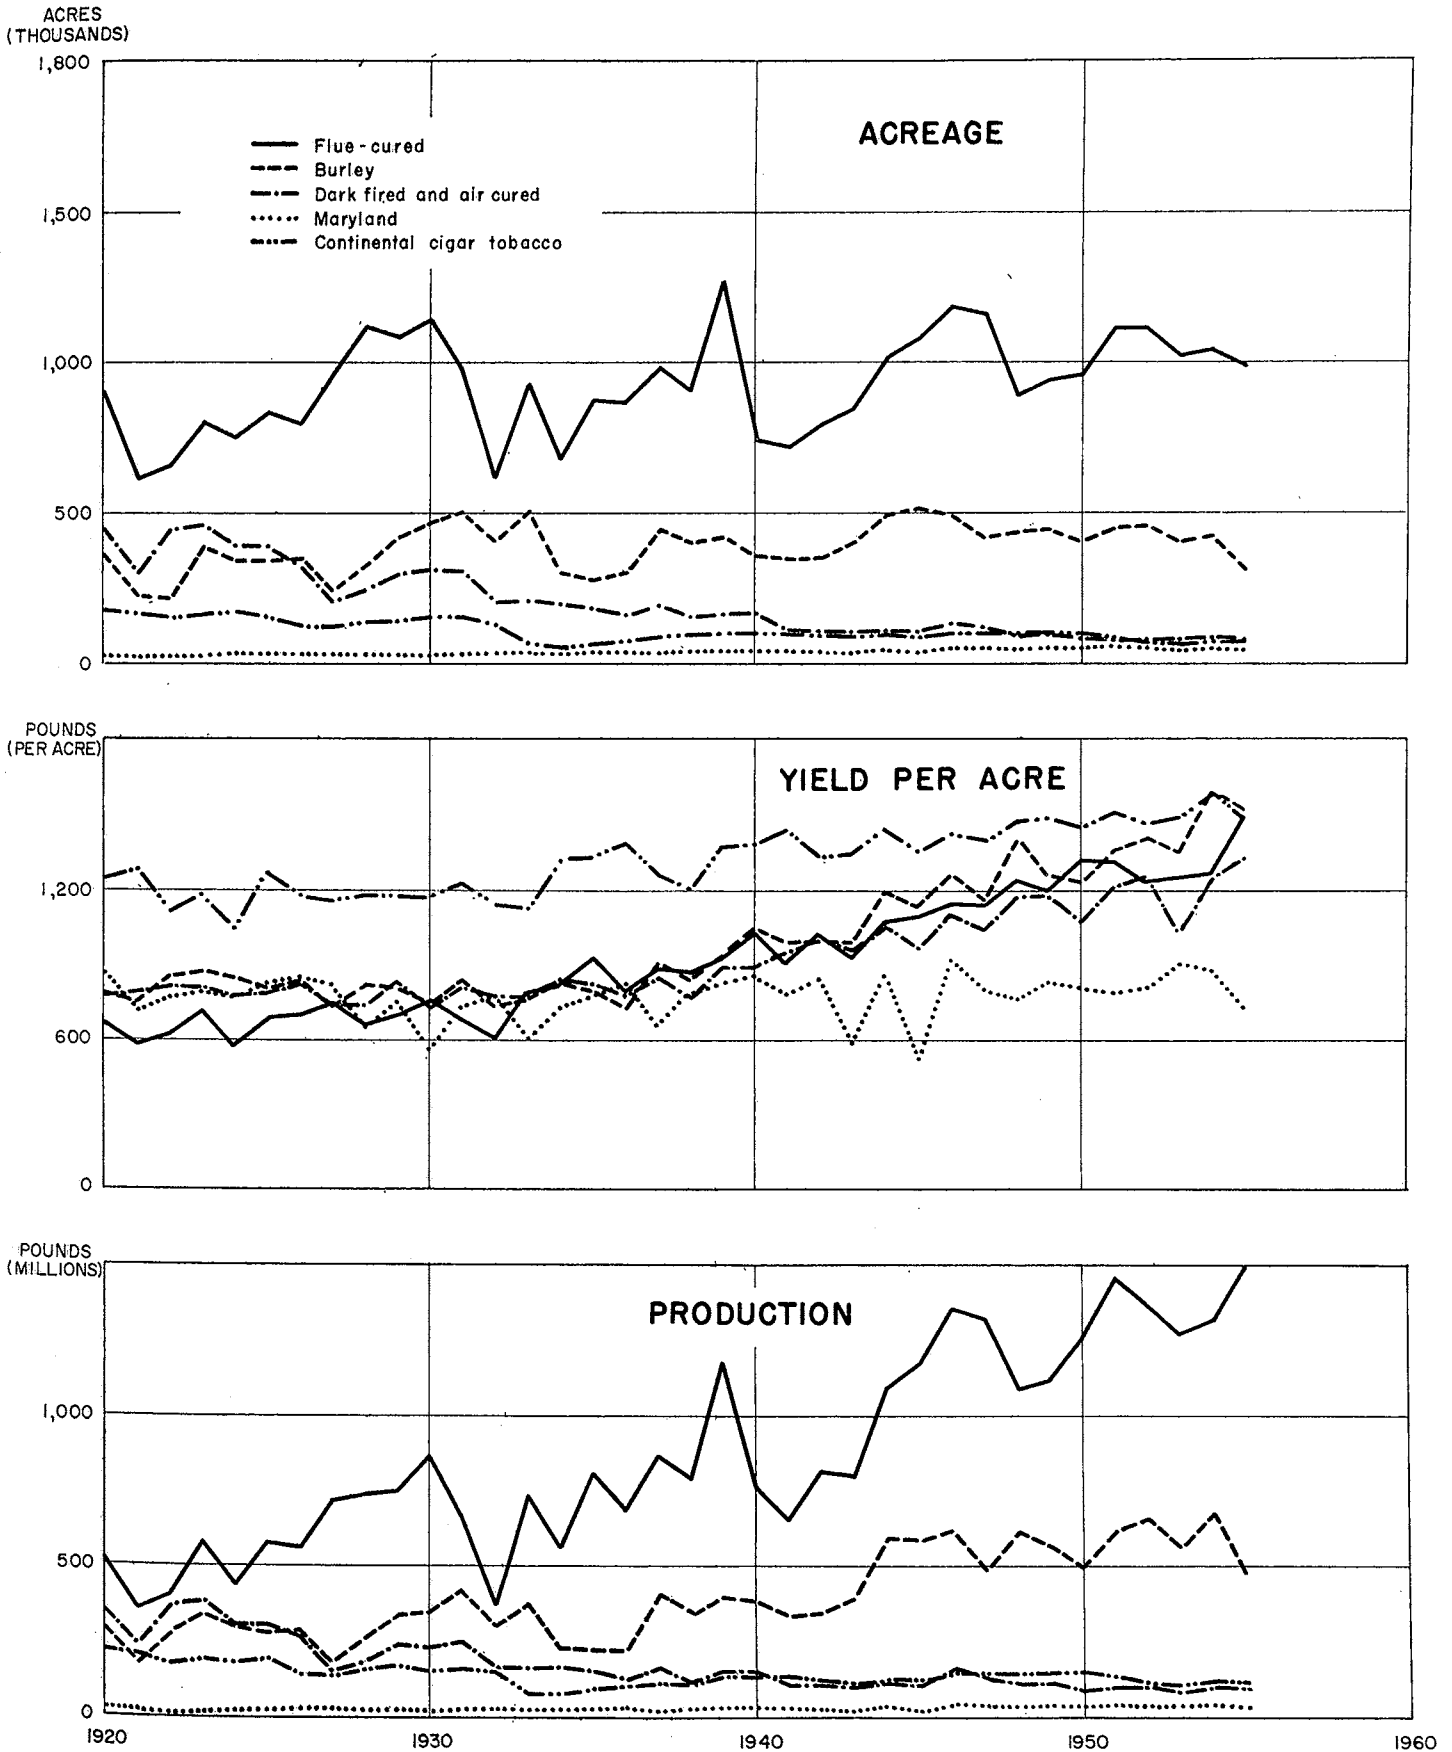 ACRES
(THOUSANDS)
1,800
ACREAGE
Flue-cured
Burley
Dark fired and air cured
1,500
Maryland
Continental cigar tobacco
1,000
500
0
POUNDS
(PER ACRE)
YIELD PER ACRE
1,200
600
0
POUNDS
(MILLIONS)
PRODUCTION
1,000
500
0
1920 1930 1940 1950 1960